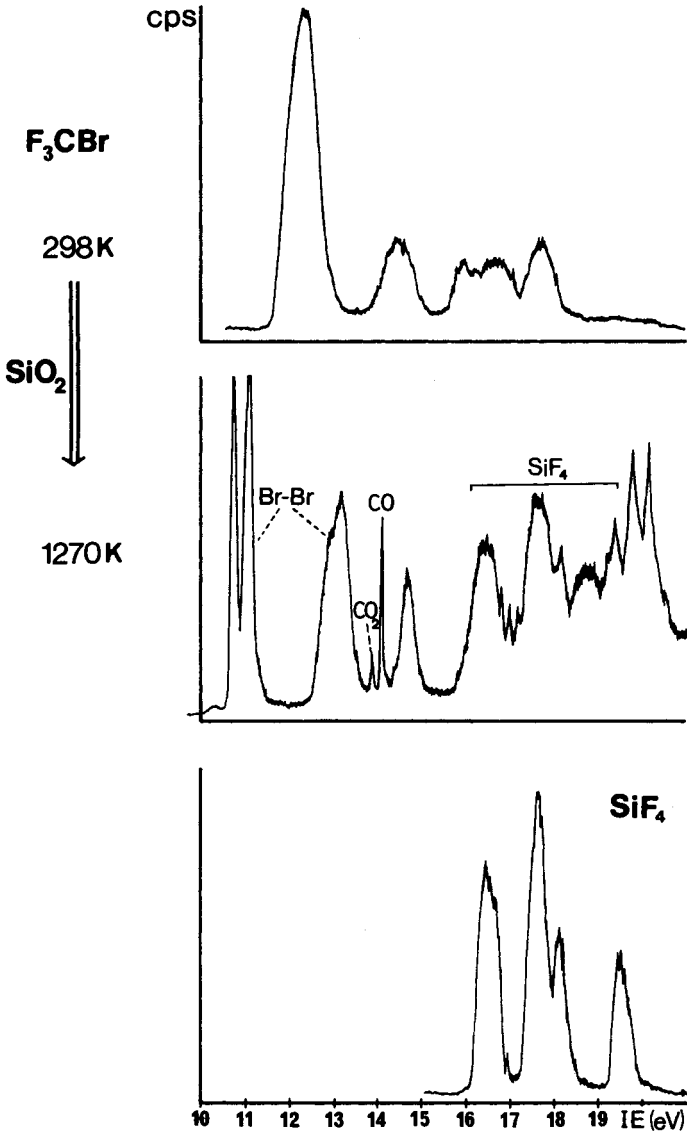 cps
F₃CBr
298K
SiO₂
1270K
Br-Br
CO₂
CO
SiF₄
SiF₄
10 11 12 13 14 15 16 17 18 19 IE (eV)